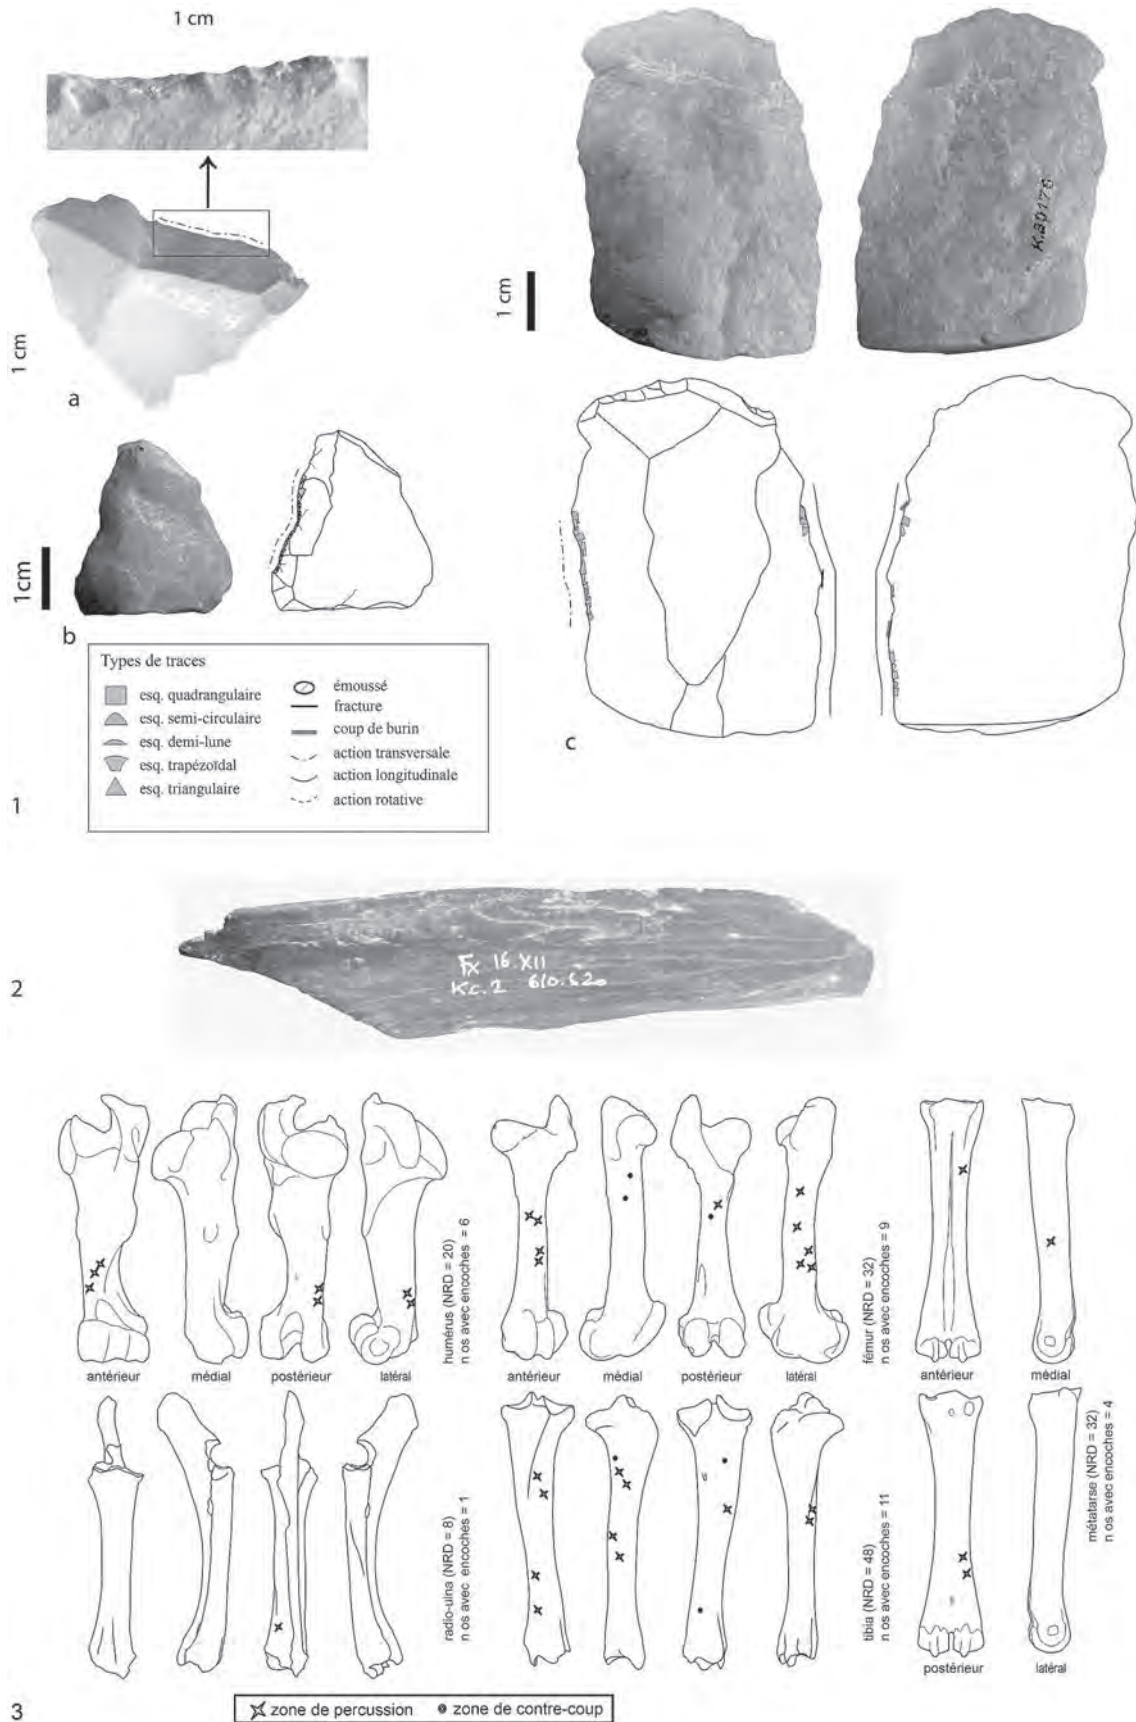 1 cm
1 cm
a
1 cm
K.20178
1cm
b
c
Types de traces
esq. quadrangulaire
esq. semi-circulaire
esq. demi-lune
esq. trapézoïdal
esq. triangulaire
émoussé
fracture
coup de burin
action transversale
action longitudinale
action rotative
1
2
Fx 16.XII
Kc.2 610.620
antérieur
médial
postérieur
latéral
humérus (NRD = 20)
n os avec encoches = 6
antérieur
médial
postérieur
latéral
fémur (NRD = 32)
n os avec encoches = 9
antérieur
médial
radio-ulna (NRD = 8)
n os avec encoches = 1
tibia (NRD = 48)
n os avec encoches = 11
postérieur
latéral
métatarse (NRD = 32)
n os avec encoches = 4
3
zone de percussion
zone de contre-coup